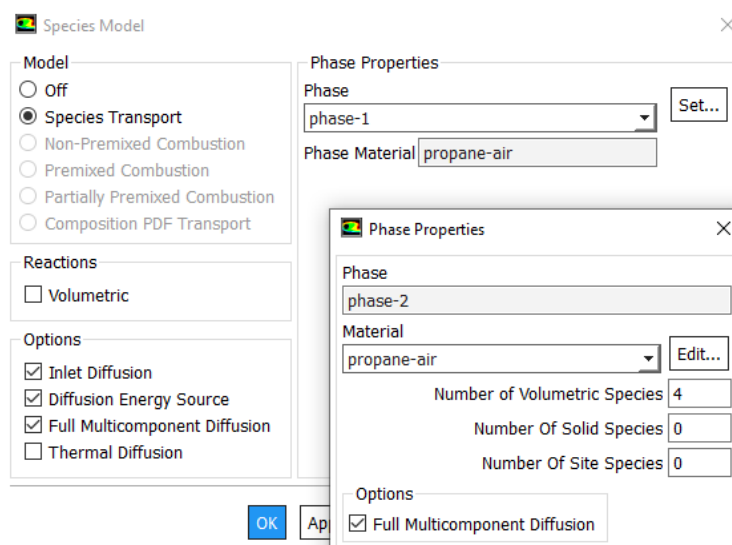 Species Model
Model
Off
Species Transport
Non-Premixed Combustion
Premixed Combustion
Partially Premixed Combustion
Composition PDF Transport
Reactions
Volumetric
Options
Inlet Diffusion
Diffusion Energy Source
Full Multicomponent Diffusion
Thermal Diffusion
Phase Properties
Phase
phase-1
Set...
Phase Material propane-air
OK
Phase Properties
Phase
phase-2
Material
propane-air
Edit...
Number of Volumetric Species 4
Number Of Solid Species 0
Number Of Site Species 0
Options
Full Multicomponent Diffusion